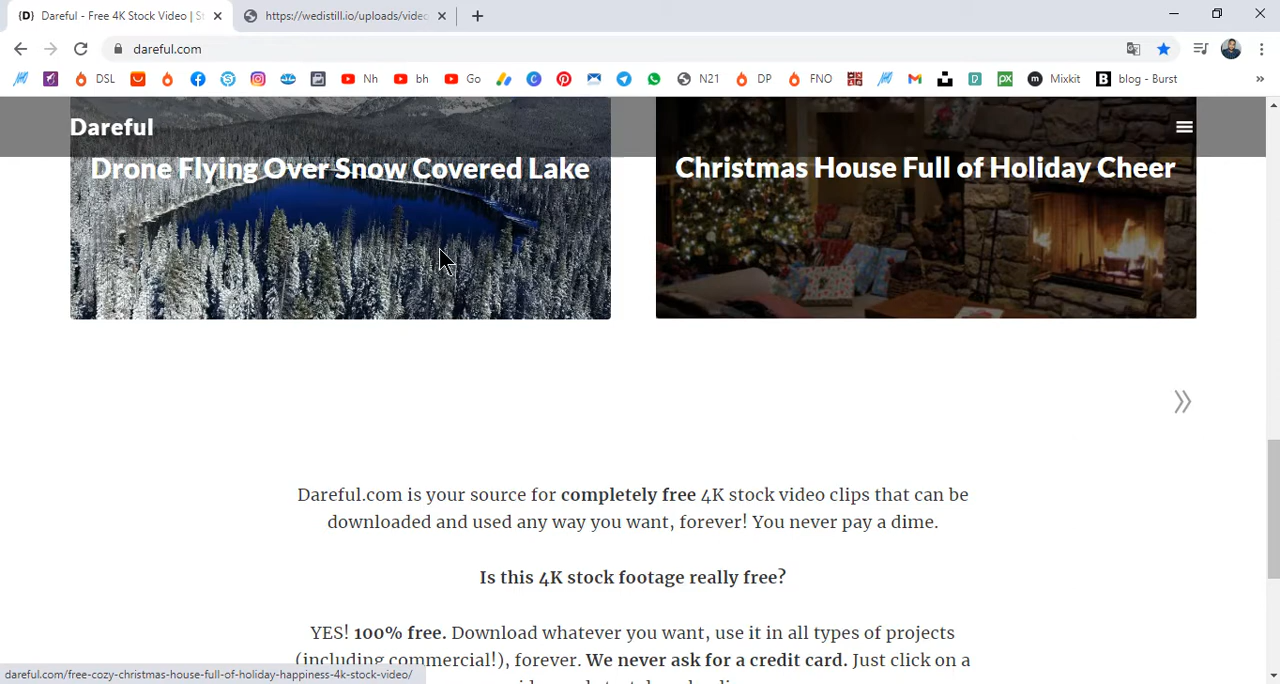 (D) Dareful - Free 4K Stock Video | St
https://wedistill.io/uploads/video
dareful.com
DSL
Nh
bh
Go
N21
DP
FNO
Mixkit
blog - Burst
Dareful
Drone Flying Over Snow Covered Lake
Christmas House Full of Holiday Cheer
Dareful.com is your source for completely free 4K stock video clips that can be
downloaded and used any way you want, forever! You never pay a dime.
Is this 4K stock footage really free?
YES! 100% free. Download whatever you want, use it in all types of projects
(including commercial!), forever. We never ask for a credit card. Just click on a
dareful.com/free-cozy-christmas-house-full-of-holiday-happiness-4k-stock-video/